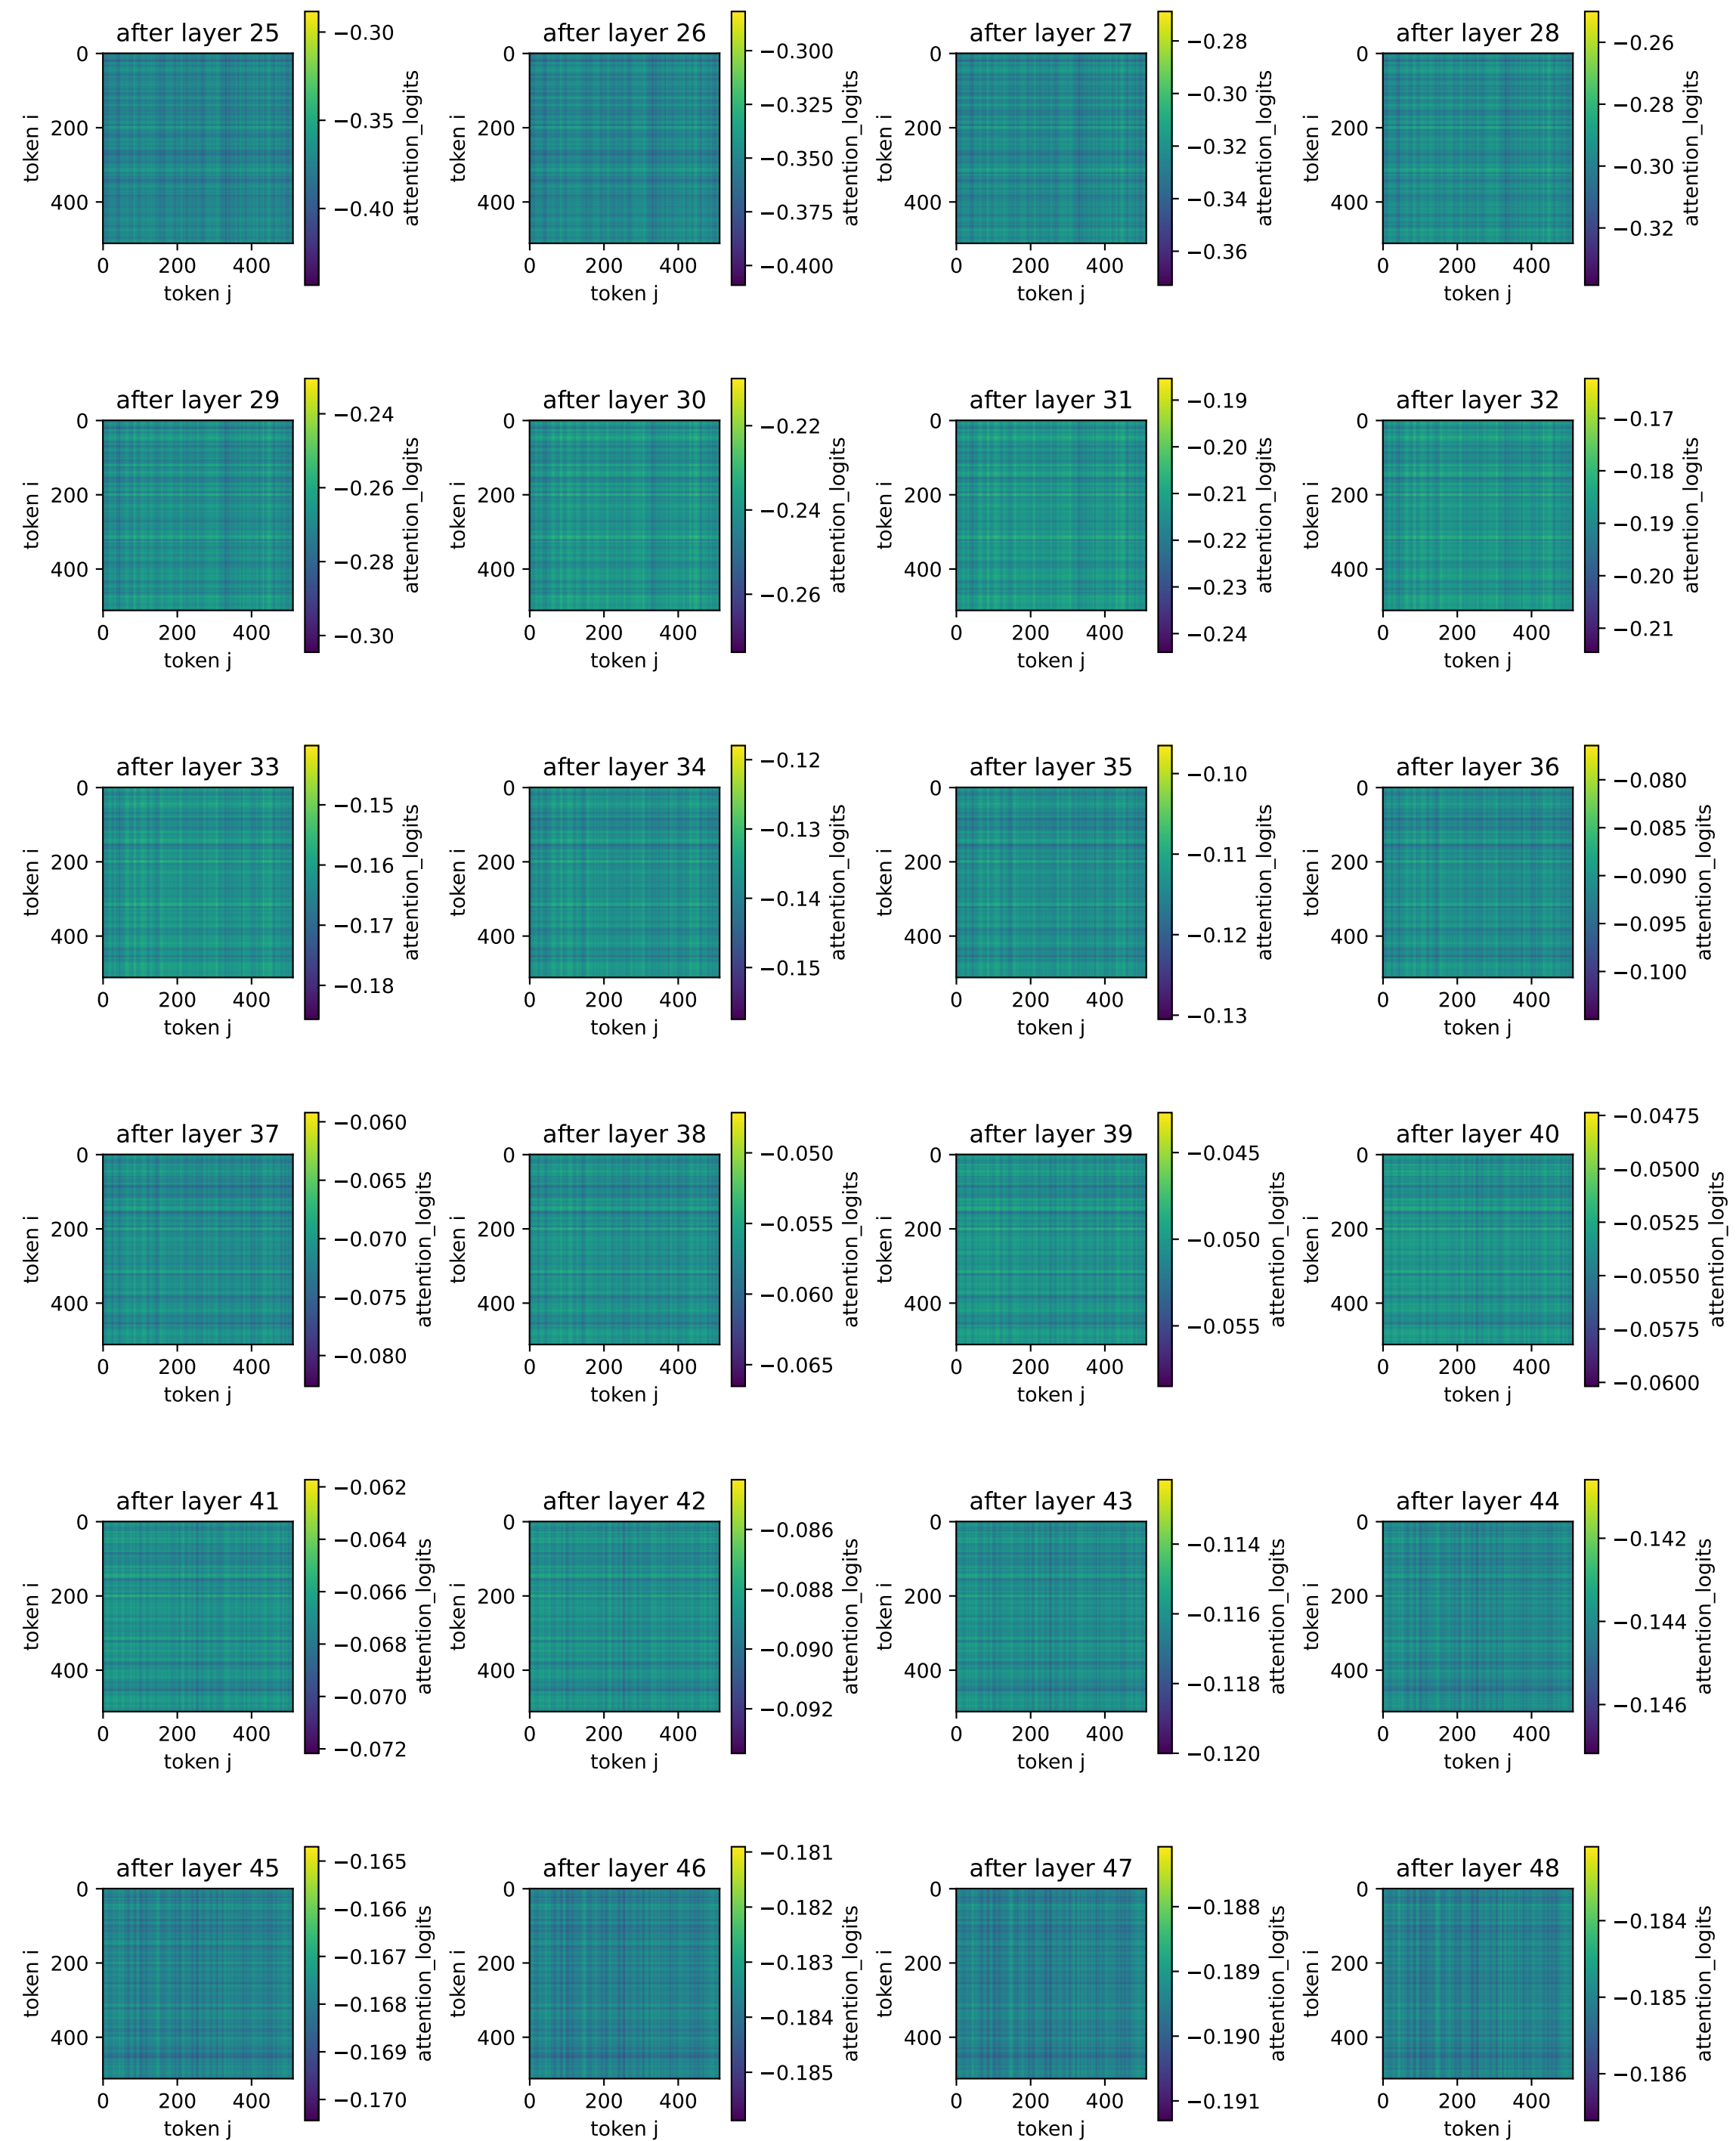 after layer 25
−0.30
−0.35
−0.40
attention_logits
0
200
400
token i
0 200 400
token j
after layer 26
−0.300
−0.325
−0.350
−0.375
−0.400
attention_logits
0
200
400
token i
0 200 400
token j
after layer 27
−0.28
−0.30
−0.32
−0.34
−0.36
attention_logits
0
200
400
token i
0 200 400
token j
after layer 28
−0.26
−0.28
−0.30
−0.32
attention_logits
0
200
400
token i
0 200 400
token j
after layer 29
−0.24
−0.26
−0.28
−0.30
attention_logits
0
200
400
token i
0 200 400
token j
after layer 30
−0.22
−0.24
−0.26
attention_logits
0
200
400
token i
0 200 400
token j
after layer 31
−0.19
−0.20
−0.21
−0.22
−0.23
−0.24
attention_logits
0
200
400
token i
0 200 400
token j
after layer 32
−0.17
−0.18
−0.19
−0.20
−0.21
attention_logits
0
200
400
token i
0 200 400
token j
after layer 33
−0.15
−0.16
−0.17
−0.18
attention_logits
0
200
400
token i
0 200 400
token j
after layer 34
−0.12
−0.13
−0.14
−0.15
attention_logits
0
200
400
token i
0 200 400
token j
after layer 35
−0.10
−0.11
−0.12
−0.13
attention_logits
0
200
400
token i
0 200 400
token j
after layer 36
−0.080
−0.085
−0.090
−0.095
−0.100
attention_logits
0
200
400
token i
0 200 400
token j
after layer 37
−0.060
−0.065
−0.070
−0.075
−0.080
attention_logits
0
200
400
token i
0 200 400
token j
after layer 38
−0.050
−0.055
−0.060
−0.065
attention_logits
0
200
400
token i
0 200 400
token j
after layer 39
−0.045
−0.050
−0.055
attention_logits
0
200
400
token i
0 200 400
token j
after layer 40
−0.0475
−0.0500
−0.0525
−0.0550
−0.0575
−0.0600
attention_logits
0
200
400
token i
0 200 400
token j
after layer 41
−0.062
−0.064
−0.066
−0.068
−0.070
−0.072
attention_logits
0
200
400
token i
0 200 400
token j
after layer 42
−0.086
−0.088
−0.090
−0.092
attention_logits
0
200
400
token i
0 200 400
token j
after layer 43
−0.114
−0.116
−0.118
−0.120
attention_logits
0
200
400
token i
0 200 400
token j
after layer 44
−0.142
−0.144
−0.146
attention_logits
0
200
400
token i
0 200 400
token j
after layer 45
−0.165
−0.166
−0.167
−0.168
−0.169
−0.170
attention_logits
0
200
400
token i
0 200 400
token j
after layer 46
−0.181
−0.182
−0.183
−0.184
−0.185
attention_logits
0
200
400
token i
0 200 400
token j
after layer 47
−0.188
−0.189
−0.190
−0.191
attention_logits
0
200
400
token i
0 200 400
token j
after layer 48
−0.184
−0.185
−0.186
attention_logits
0
200
400
token i
0 200 400
token j